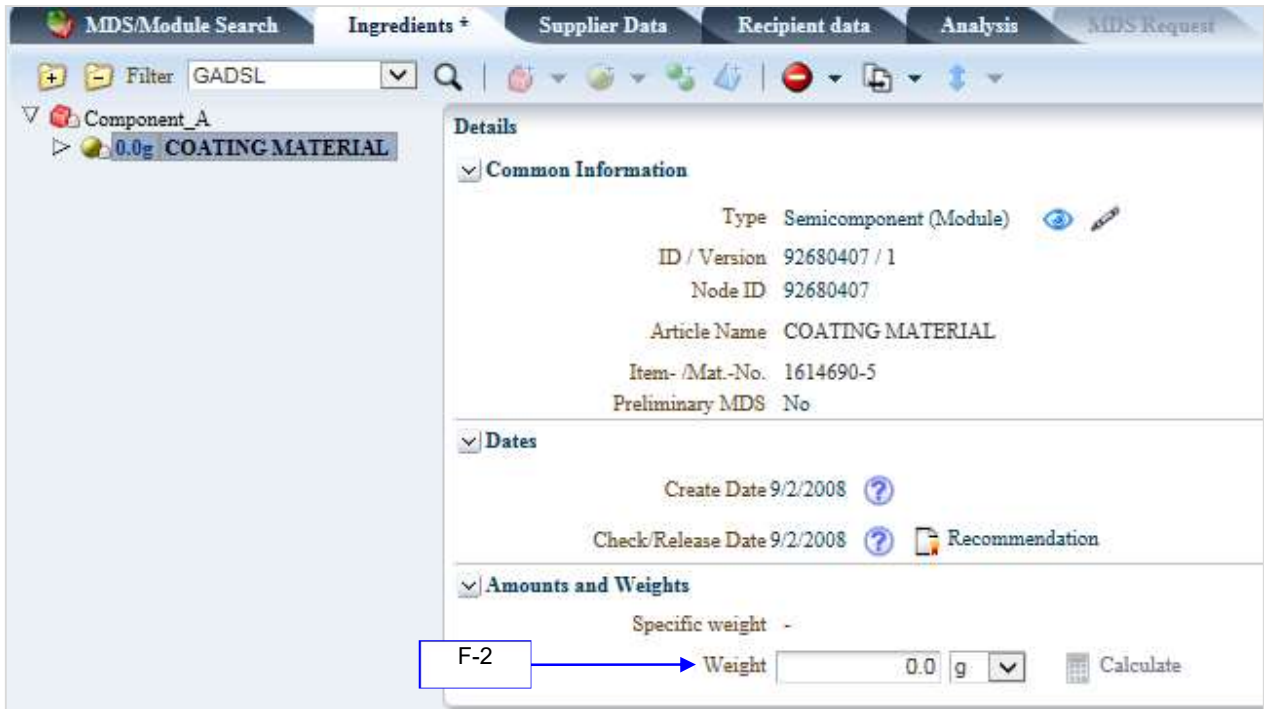 MDS/Module Search Ingredients + Supplier Data Recipient data Analysis MDS Request
Filter GADSL
Component_A
0.0g COATING MATERIAL
Details
Common Information
Type Semicomponent (Module)
ID / Version 92680407 / 1
Node ID 92680407
Article Name COATING MATERIAL
Item- /Mat.-No. 1614690-5
Preliminary MDS No
Dates
Create Date 9/2/2008
Check/Release Date 9/2/2008 Recommendation
Amounts and Weights
Specific weight -
F-2
Weight 0.0 g Calculate